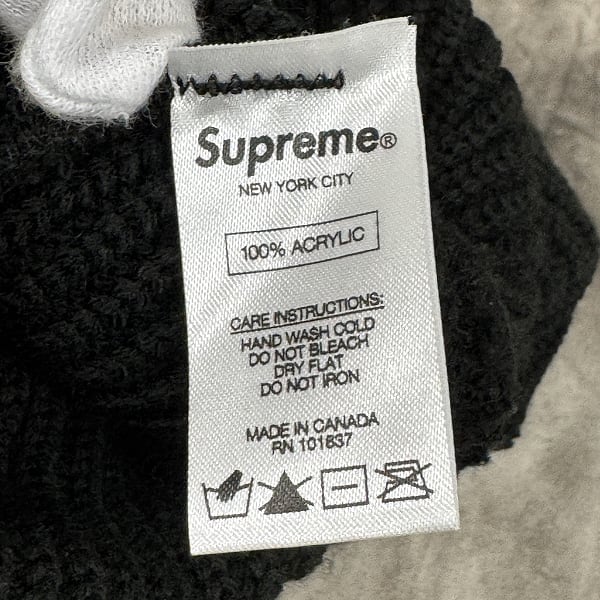 Supreme®
NEW YORK CITY
100% ACRYLIC
CARE INSTRUCTIONS:
HAND WASH COLD
DO NOT BLEACH
DRY FLAT
DO NOT IRON
MADE IN CANADA
RN 101837